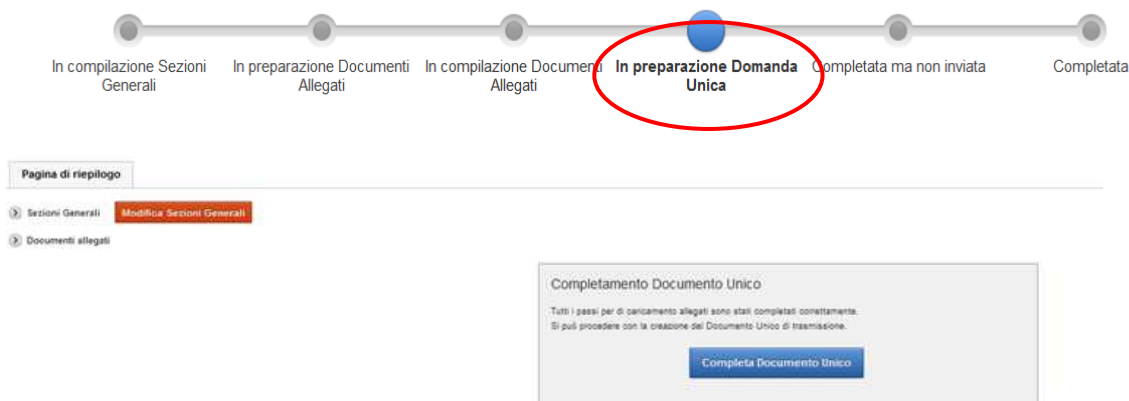 In compilazione Sezioni Generali
In preparazione Documenti Allegati
In compilazione Documenti Allegati
In preparazione Domanda Unica
Completata ma non inviata
Completata
Pagina di riepilogo
Sezioni Generali
Modifica Sezioni Generali
Documenti allegati
Completamento Documento Unico
Tutti i passi per di caricamento allegati sono stati completati correttamente.
Si può procedere con la creazione del Documento Unico di trasmissione.
Completa Documento Unico